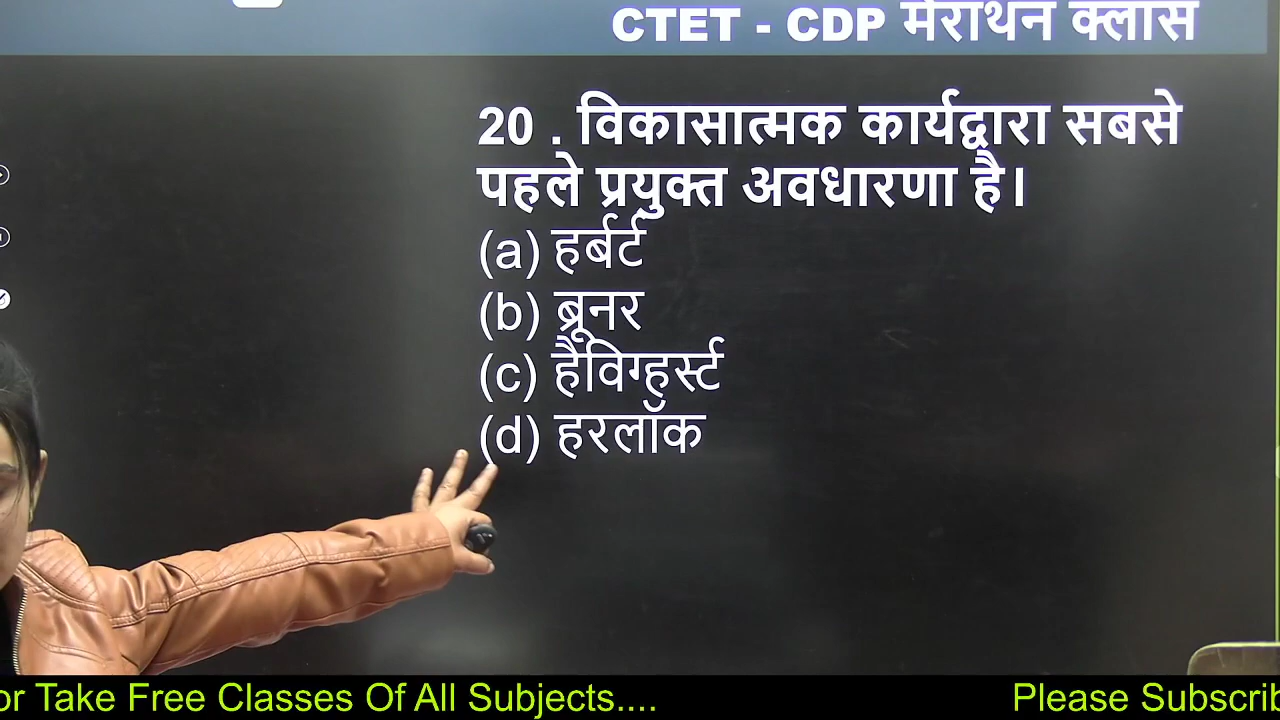 CTET - CDP मैराथन क्लास
20 . विकासात्मक कार्यद्वारा सबसे
पहले प्रयुक्त अवधारणा है।
(a) हर्बर्ट
(b) ब्रूनर
(c) हैविग्हर्स्ट
(d) हरलॉक
or Take Free Classes Of All Subjects.... Please Subscrib